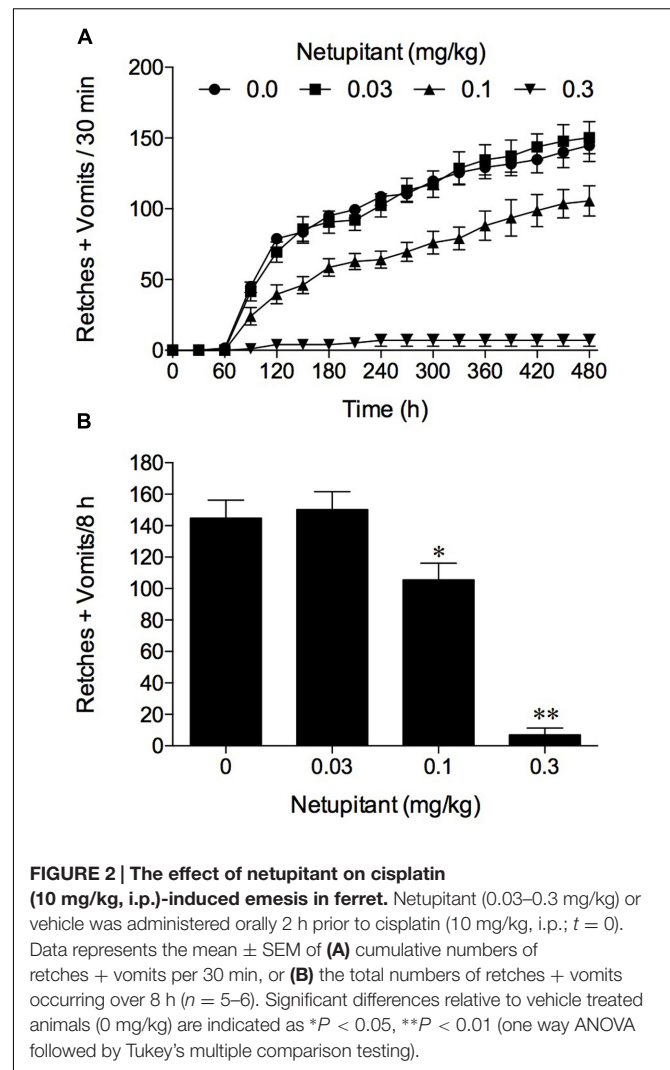 A
Netupitant (mg/kg)
0.0 0.03 0.1 0.3
Retches + Vomits / 30 min
200
150
100
50
0
0 60 120 180 240 300 360 420 480
Time (h)
B
Retches + Vomits/8 h
180
160
140
120
100
80
60
40
20
0
*
**
0 0.03 0.1 0.3
Netupitant (mg/kg)
FIGURE 2 | The effect of netupitant on cisplatin
(10 mg/kg, i.p.)-induced emesis in ferret. Netupitant (0.03–0.3 mg/kg) or
vehicle was administered orally 2 h prior to cisplatin (10 mg/kg, i.p.; t = 0).
Data represents the mean ± SEM of (A) cumulative numbers of
retches + vomits per 30 min, or (B) the total numbers of retches + vomits
occurring over 8 h (n = 5–6). Significant differences relative to vehicle treated
animals (0 mg/kg) are indicated as *P < 0.05, **P < 0.01 (one way ANOVA
followed by Tukey's multiple comparison testing).